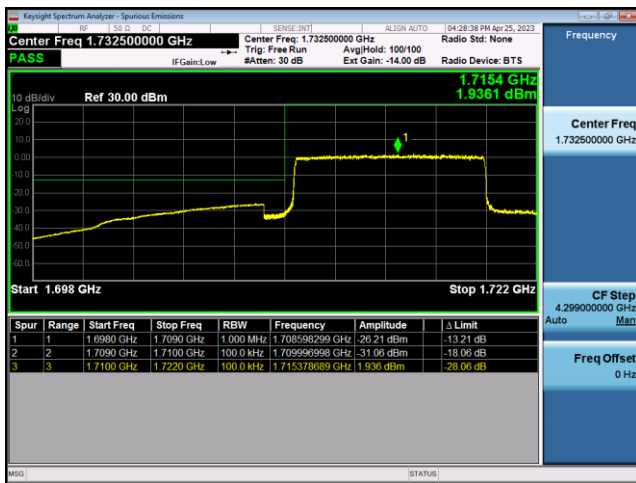 Keysight Spectrum Analyzer - Spurious Emissions
RF 50 Ω DC SENSE:INT ALIGN AUTO 04:28:38 PM Apr 25, 2023
Center Freq 1.732500000 GHz
Center Freq: 1.732500000 GHz Radio Std: None
Trig: Free Run Avg|Hold: 100/100
PASS IFGain:Low #Atten: 30 dB Ext Gain: -14.00 dB Radio Device: BTS
Frequency
1.7154 GHz
10 dB/div Ref 30.00 dBm 1.9361 dBm
Log
20.0
10.0
0.00
-10.0
-20.0
-30.0
-40.0
-50.0
-60.0
1
Start 1.698 GHz Stop 1.722 GHz
Center Freq
1.732500000 GHz
CF Step
4.299000000 GHz
Auto Man
Freq Offset
0 Hz
Spur Range Start Freq Stop Freq RBW Frequency Amplitude Δ Limit
1 1 1.6980 GHz 1.7090 GHz 1.000 MHz 1.708598299 GHz -26.21 dBm -13.21 dB
2 2 1.7090 GHz 1.7100 GHz 100.0 kHz 1.709996998 GHz -31.06 dBm -18.06 dB
3 3 1.7100 GHz 1.7220 GHz 100.0 kHz 1.715378689 GHz 1.936 dBm -28.06 dB
MSG STATUS